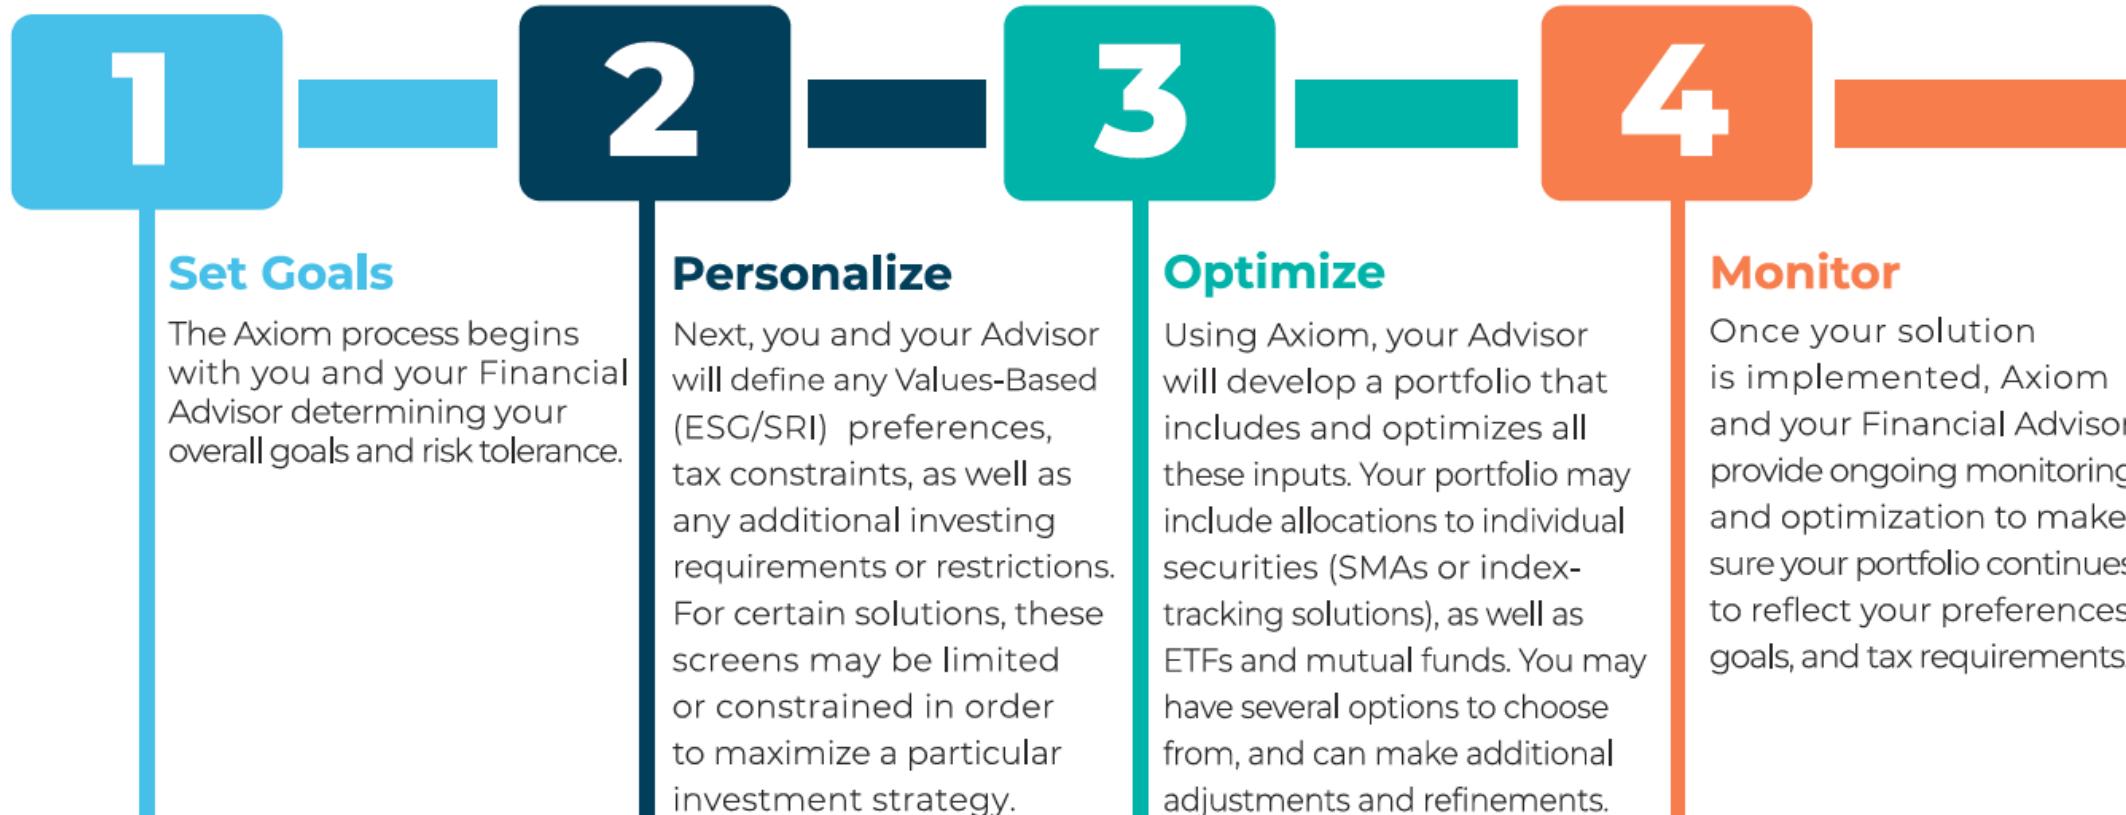 1
2
3
4
Set Goals
The Axiom process begins
with you and your Financial
Advisor determining your
overall goals and risk tolerance.
Personalize
Next, you and your Advisor
will define any Values-Based
(ESG/SRI) preferences,
tax constraints, as well as
any additional investing
requirements or restrictions.
For certain solutions, these
screens may be limited
or constrained in order
to maximize a particular
investment strategy.
Optimize
Using Axiom, your Advisor
will develop a portfolio that
includes and optimizes all
these inputs. Your portfolio may
include allocations to individual
securities (SMAs or index-
tracking solutions), as well as
ETFs and mutual funds. You may
have several options to choose
from, and can make additional
adjustments and refinements.
Monitor
Once your solution
is implemented, Axiom
and your Financial Advisor
provide ongoing monitoring
and optimization to make
sure your portfolio continues
to reflect your preferences
goals, and tax requirements.